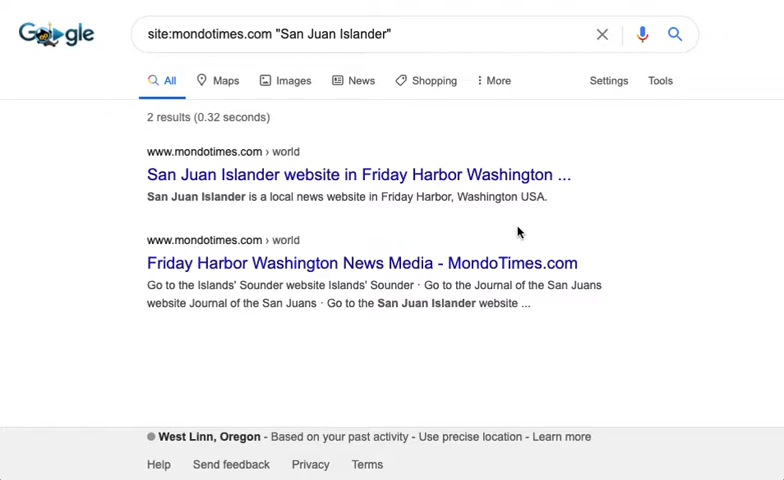 Google
site:mondotimes.com "San Juan Islander"
All Maps Images News Shopping More Settings Tools
2 results (0.32 seconds)
www.mondotimes.com › world
San Juan Islander website in Friday Harbor Washington ...
San Juan Islander is a local news website in Friday Harbor, Washington USA.
www.mondotimes.com › world
Friday Harbor Washington News Media - MondoTimes.com
Go to the Islands' Sounder website Islands' Sounder · Go to the Journal of the San Juans
website Journal of the San Juans · Go to the San Juan Islander website ...
West Linn, Oregon - Based on your past activity - Use precise location - Learn more
Help Send feedback Privacy Terms